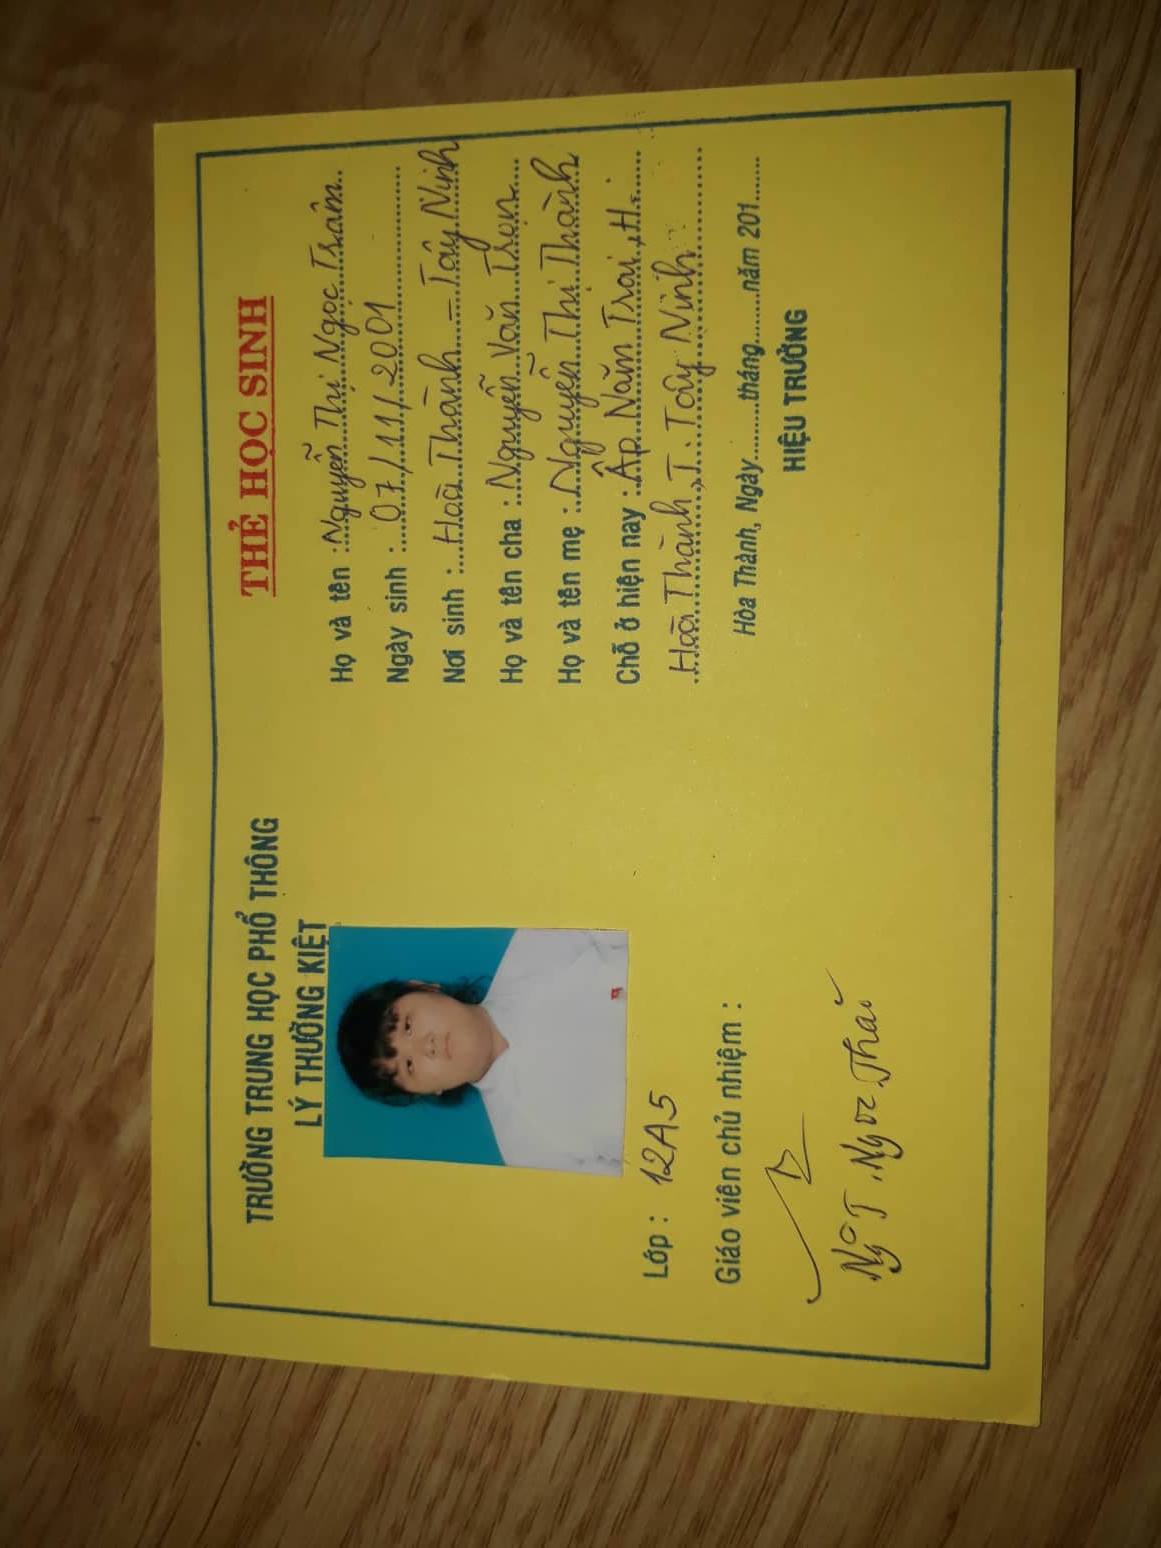 TRƯỜNG TRUNG HỌC PHỔ THÔNG
LÝ THƯỜNG KIỆT
Lớp : 12A5
Giáo viên chủ nhiệm :
Ngô T. Ngọc Thái
THẺ HỌC SINH
Họ và tên : Nguyễn Thị Ngọc Trâm
Ngày sinh : 07/11/2001
Nơi sinh : Hoà Thành - Tây Ninh
Họ và tên cha : Nguyễn Văn Trọn
Họ và tên mẹ : Nguyễn Thị Thành
Chỗ ở hiện nay : Ấp Năm Trại, H.
Hoà Thành, T. Tây Ninh
Hòa Thành, Ngày.........tháng........năm 201......
HIỆU TRƯỞNG